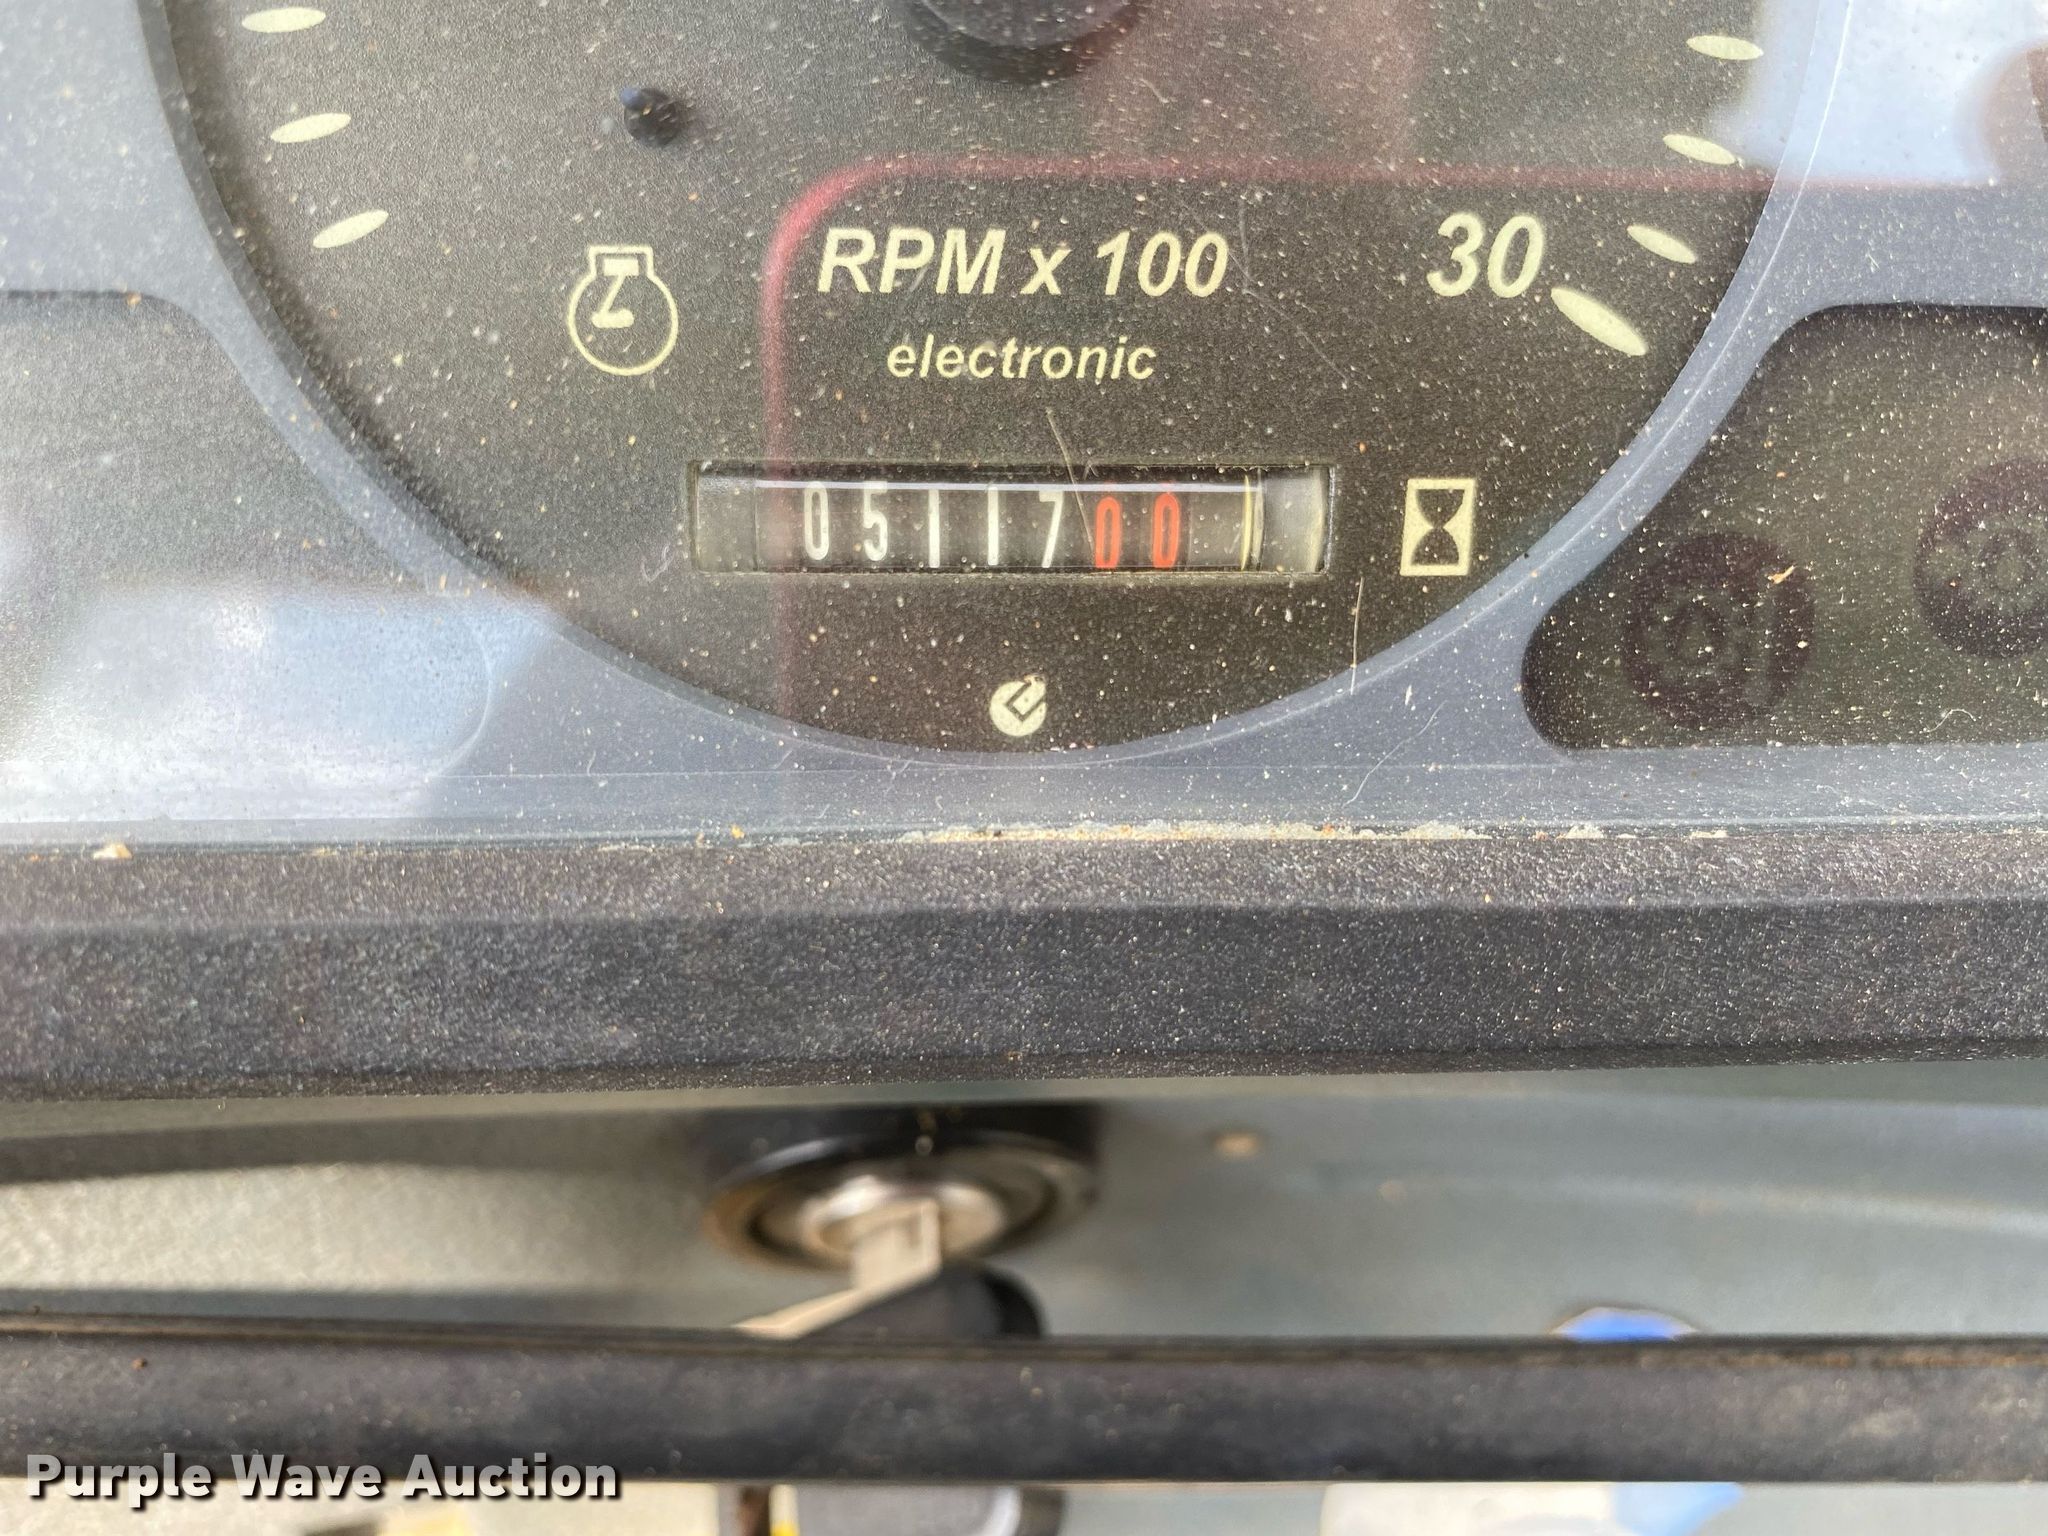 RPM x 100
30
electronic
0511700
Purple Wave Auction